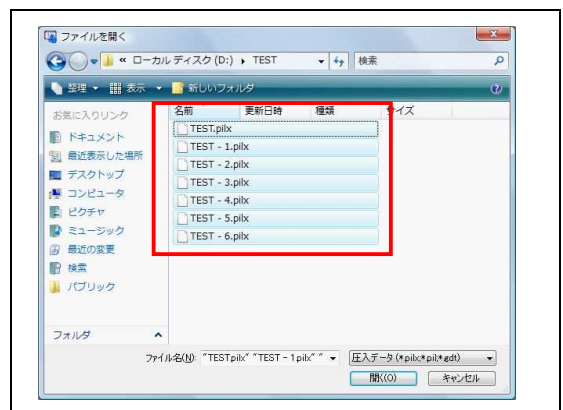 ファイルを開く
« ローカル ディスク (D:) ▸ TEST
検索
整理 ▼ 表示 ▼ 新しいフォルダ
お気に入りリンク
ドキュメント
最近表示した場所
デスクトップ
コンピュータ
ピクチャ
ミュージック
最近の変更
検索
パブリック
フォルダ
名前 更新日時 種類 サイズ
TEST.pilx
TEST - 1.pilx
TEST - 2.pilx
TEST - 3.pilx
TEST - 4.pilx
TEST - 5.pilx
TEST - 6.pilx
ファイル名(N): "TEST.pilx" "TEST - 1.pilx" "
圧入データ (*.pilx;*.pil;*.gdt)
開く(O) キャンセル